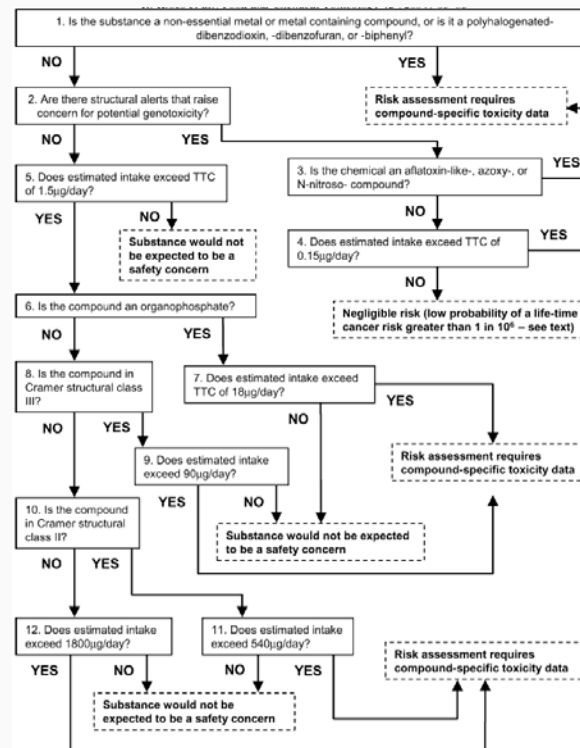 1. Is the substance a non-essential metal or metal containing compound, or is it a polyhalogenated-
dibenzodioxin, -dibenzofuran, or -biphenyl?
NO
YES
2. Are there structural alerts that raise
concern for potential genotoxicity?
Risk assessment requires
compound-specific toxicity data
NO
YES
5. Does estimated intake exceed TTC
of 1.5µg/day?
3. Is the chemical an aflatoxin-like-, azoxy-, or
N-nitroso- compound?
YES
YES
NO
NO
Substance would not
be expected to be a
safety concern
4. Does estimated intake exceed TTC of
0.15µg/day?
YES
NO
6. Is the compound an organophosphate?
Negligible risk (low probability of a life-time
cancer risk greater than 1 in 10⁶ – see text)
NO
YES
8. Is the compound in
Cramer structural class
III?
7. Does estimated intake exceed
TTC of 18µg/day?
NO
YES
NO
YES
9. Does estimated intake
exceed 90µg/day?
Risk assessment requires
compound-specific toxicity data
YES
NO
10. Is the compound
in Cramer structural
class II?
Substance would not be expected
to be a safety concern
NO
YES
12. Does estimated intake
exceed 1800µg/day?
11. Does estimated intake
exceed 540µg/day?
Risk assessment requires
compound-specific toxicity data
YES
NO
NO
YES
Substance would not be
expected to be a safety concern